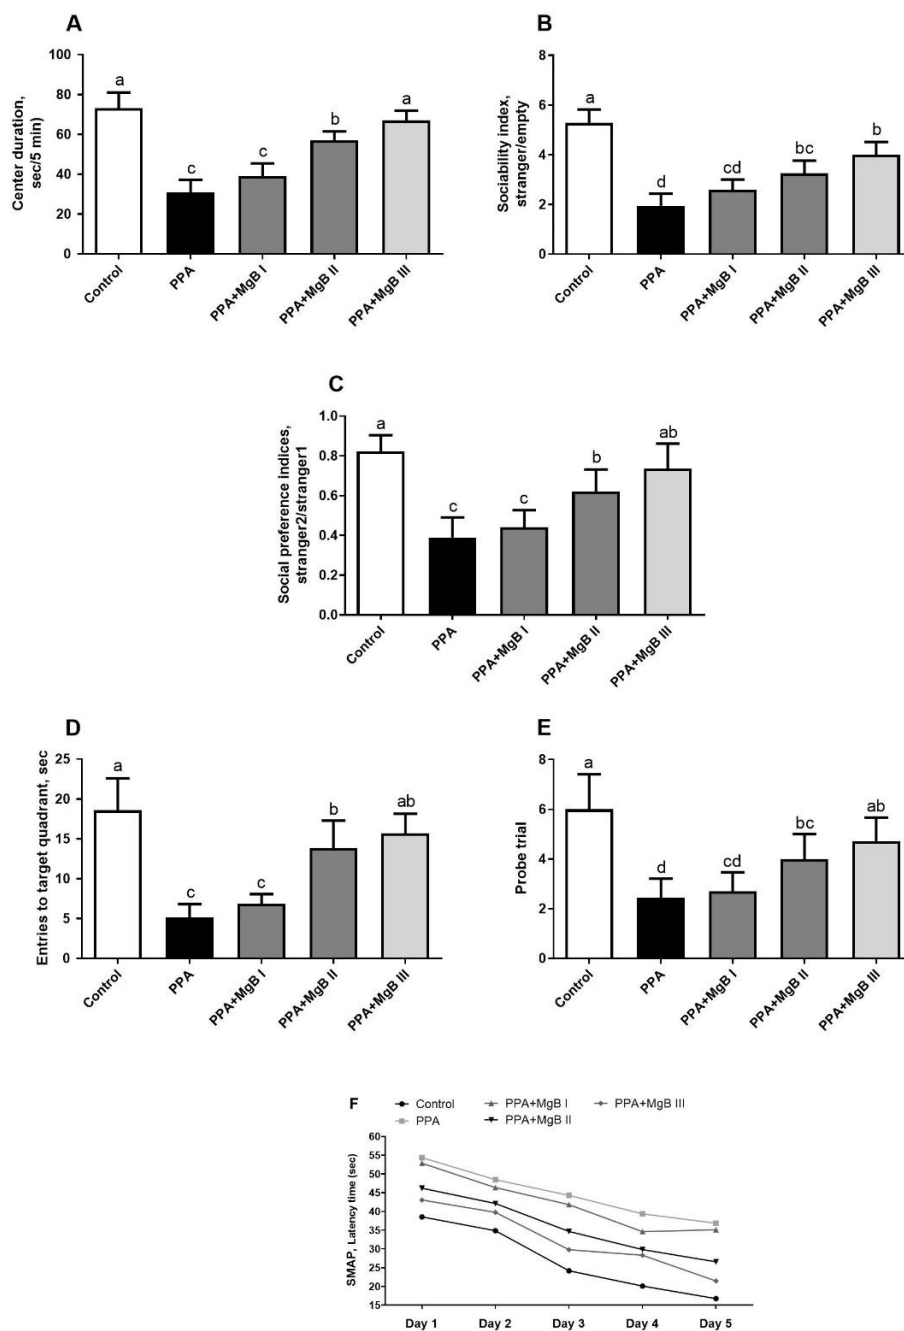 A
Center duration,
sec/5 min)
100
80
60
40
20
0
a
c
c
b
a
Control
PPA
PPA+MgB I
PPA+MgB II
PPA+MgB III
B
Sociability index,
stranger/empty
8
6
4
2
0
a
d
cd
bc
b
Control
PPA
PPA+MgB I
PPA+MgB II
PPA+MgB III
C
Social preference indices,
stranger2/stranger1
1.0
0.8
0.6
0.4
0.2
0.0
a
c
c
b
ab
Control
PPA
PPA+MgB I
PPA+MgB II
PPA+MgB III
D
Entries to target quadrant, sec
25
20
15
10
5
0
a
c
c
b
ab
Control
PPA
PPA+MgB I
PPA+MgB II
PPA+MgB III
E
Probe trial
8
6
4
2
0
a
d
cd
bc
ab
Control
PPA
PPA+MgB I
PPA+MgB II
PPA+MgB III
F
Control
PPA+MgB I
PPA+MgB III
PPA
PPA+MgB II
SMAP, Latency time (sec)
60
55
50
45
40
35
30
25
20
15
Day 1
Day 2
Day 3
Day 4
Day 5